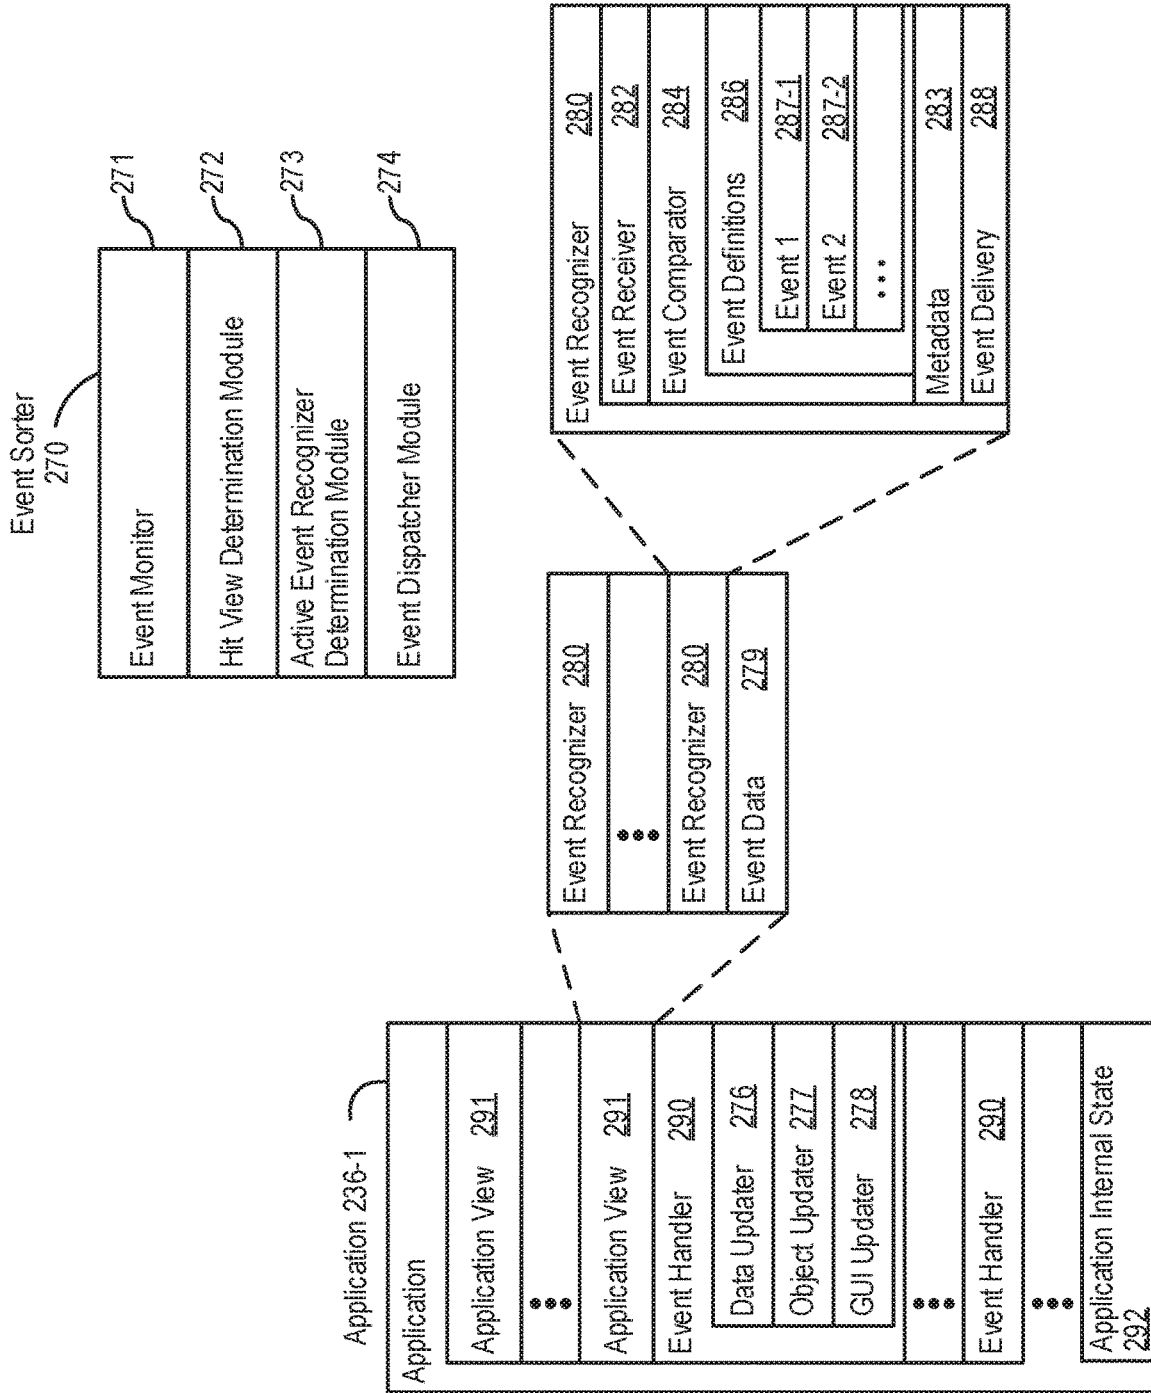 Event Sorter
270
Event Monitor
271
Hit View Determination Module
272
Active Event Recognizer
Determination Module
273
Event Dispatcher Module
274
Application 236-1
Application
Application View 291
•••
Application View 291
Event Handler 290
Data Updater 276
Object Updater 277
GUI Updater 278
•••
Event Handler 290
•••
Application Internal State
292
Event Recognizer 280
•••
Event Recognizer 280
Event Data 279
Event Recognizer 280
Event Receiver 282
Event Comparator 284
Event Definitions 286
Event 1 287-1
Event 2 287-2
•••
Metadata 283
Event Delivery 288